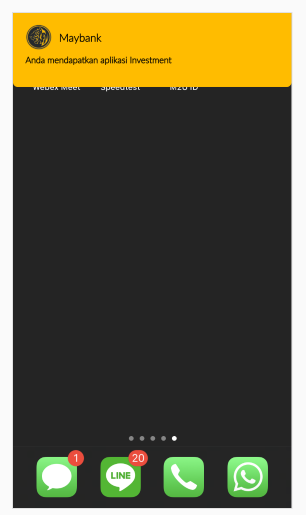 Maybank
Anda mendapatkan aplikasi Investment
Webex Meet Speedtest M2U ID
1 20
LINE